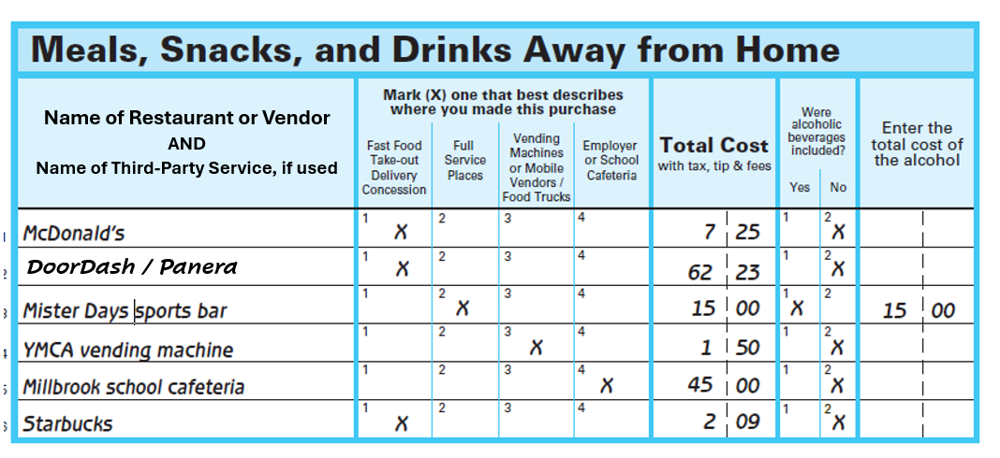 Meals, Snacks, and Drinks Away from Home
Name of Restaurant or Vendor
AND
Name of Third-Party Service, if used
Mark (X) one that best describes
where you made this purchase
Fast Food
Take-out
Delivery
Concession
Full
Service
Places
Vending
Machines
or Mobile
Vendors /
Food Trucks
Employer
or School
Cafeteria
Total Cost
with tax, tip & fees
Were
alcoholic
beverages
included?
Yes No
Enter the
total cost of
the alcohol
1 McDonald's 1 X 2 3 4 7 25 1 2 X
2 DoorDash / Panera 1 X 2 3 4 62 23 1 2 X
3 Mister Days sports bar 1 2 X 3 4 15 00 1 X 2 15 00
4 YMCA vending machine 1 2 3 X 4 1 50 1 2 X
5 Millbrook school cafeteria 1 2 3 4 X 45 00 1 2 X
6 Starbucks 1 X 2 3 4 2 09 1 2 X